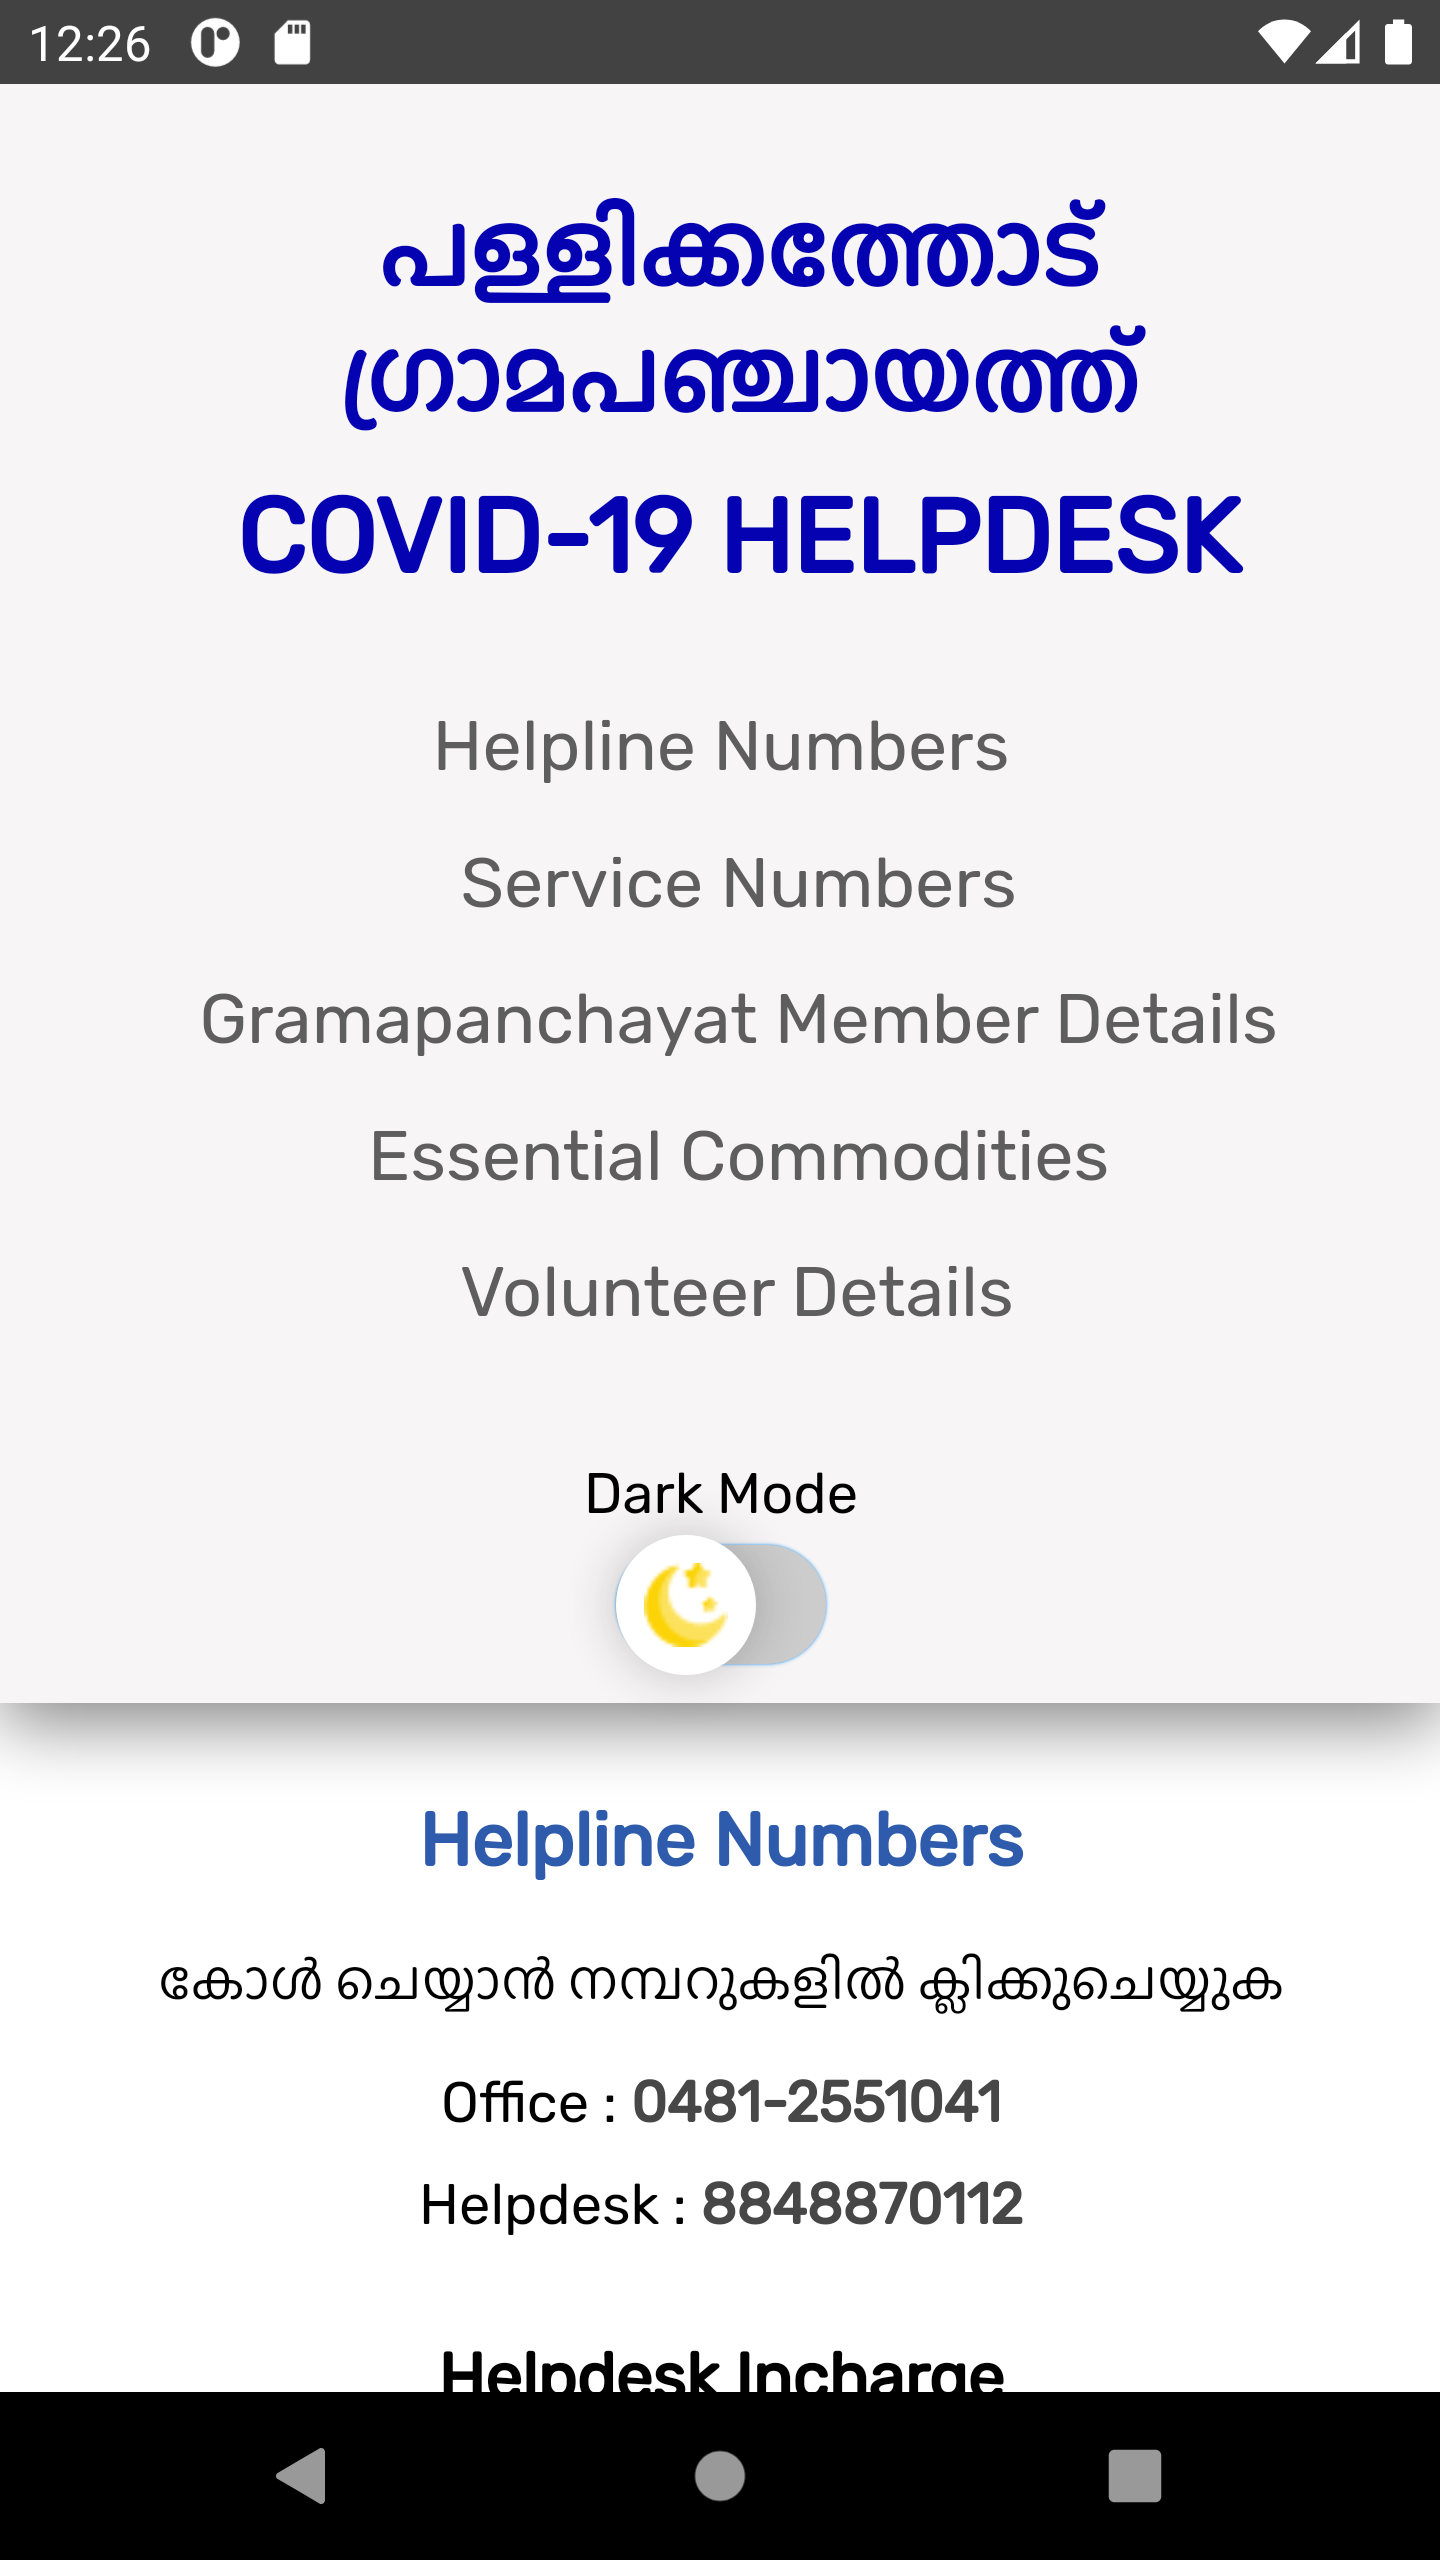 12:26
പള്ളിക്കത്തോട്
ഗ്രാമപഞ്ചായത്ത്
COVID-19 HELPDESK
Helpline Numbers
Service Numbers
Gramapanchayat Member Details
Essential Commodities
Volunteer Details
Dark Mode
Helpline Numbers
കോൾ ചെയ്യാൻ നമ്പറുകളിൽ ക്ലിക്കുചെയ്യുക
Office : 0481-2551041
Helpdesk : 8848870112
Helpdesk Incharge